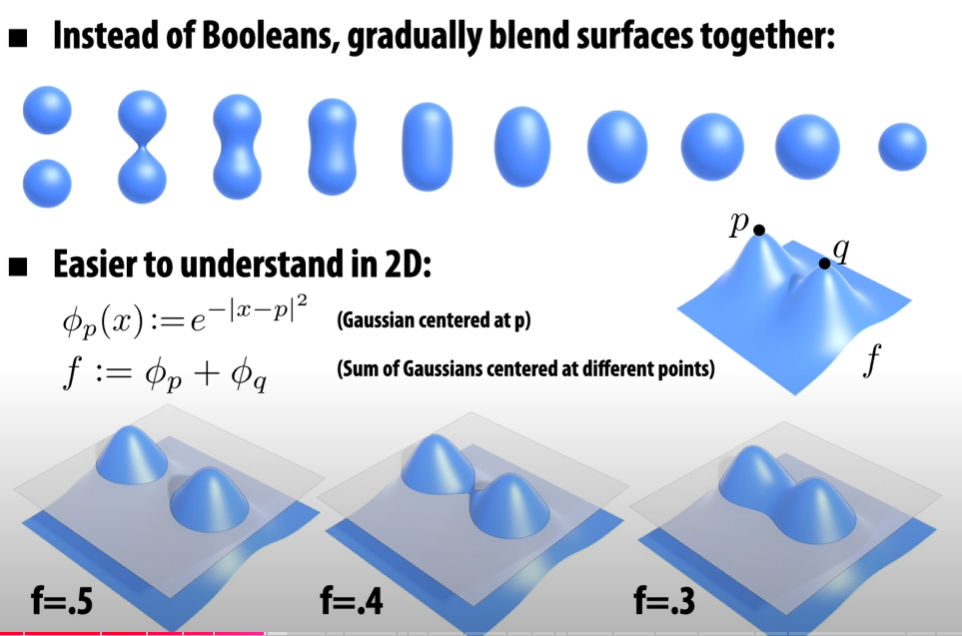 ■ Instead of Booleans, gradually blend surfaces together:
■ Easier to understand in 2D:
p
q
ϕₚ(x) := e^{-|x-p|²} (Gaussian centered at p)
f := ϕₚ + ϕ_q (Sum of Gaussians centered at different points)
f
f=.5
f=.4
f=.3